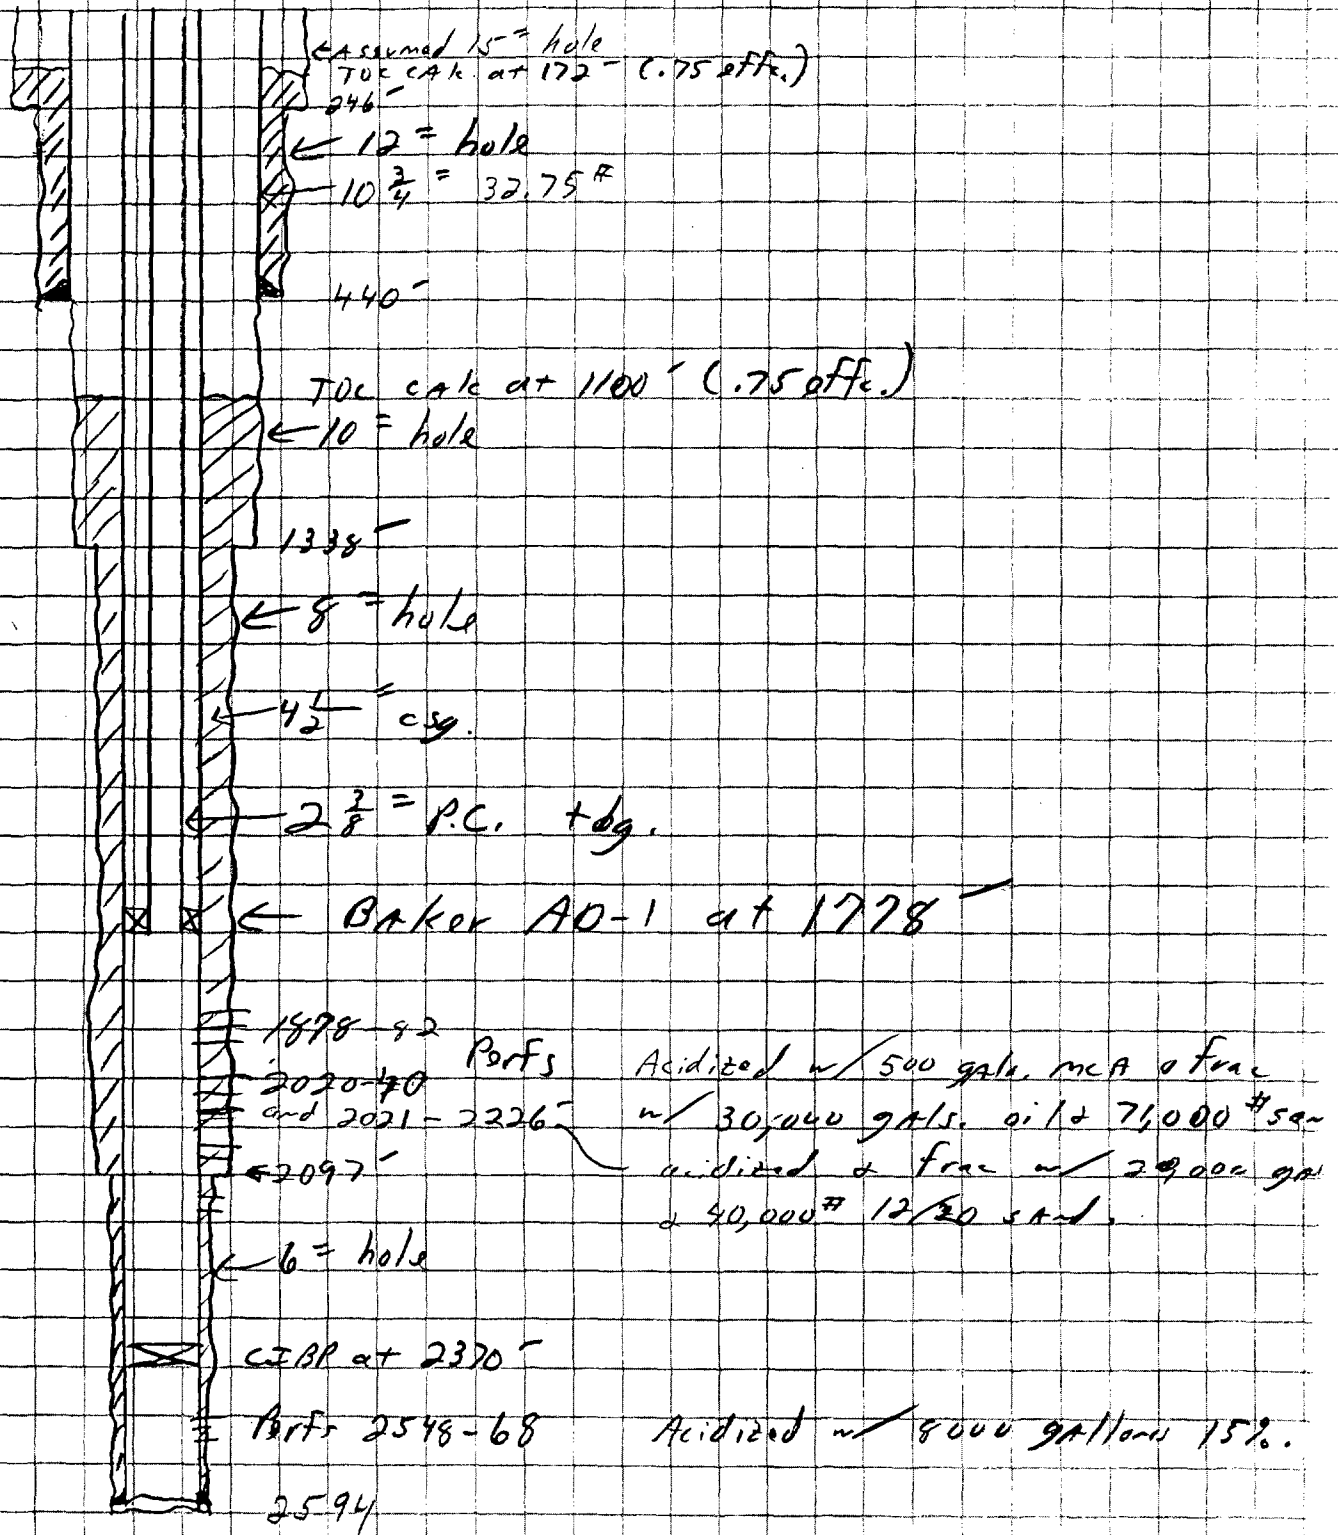 Assumed 15" hole
TOC CAlc at 172' (.75 effc.)
246'
12" hole
10 3/4" 32.75#
440'
TOC cAlc at 1100' (.75 effc.)
10" hole
1338'
8" hole
4 1/2" csg.
2 3/8" P.C. tbg.
BAker AD-1 at 1778'
1878-82
Perfs Acidized w/ 500 gals. MCA & frac
2020-40
and 2021-2226' w/ 30,000 gAls. oil & 71,000#
2097' acidized & frac w/
& 40,000# 12/20 sAnd.
6" hole
CIBP at 2370'
Perfs 2548-68 Acidized w/ 8000 gAllons 15%.
2594